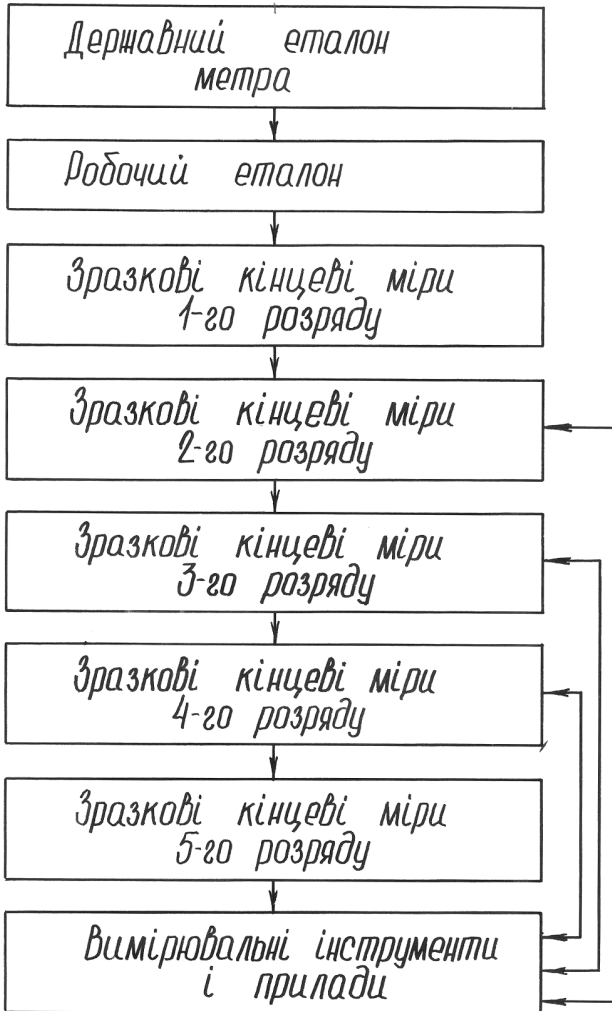 Державний еталон
метра
Робочий еталон
Зразкові кінцеві міри
1-го розряду
Зразкові кінцеві міри
2-го розряду
Зразкові кінцеві міри
3-го розряду
Зразкові кінцеві міри
4-го розряду
Зразкові кінцеві міри
5-го розряду
Вимірювальні інструменти
і прилади